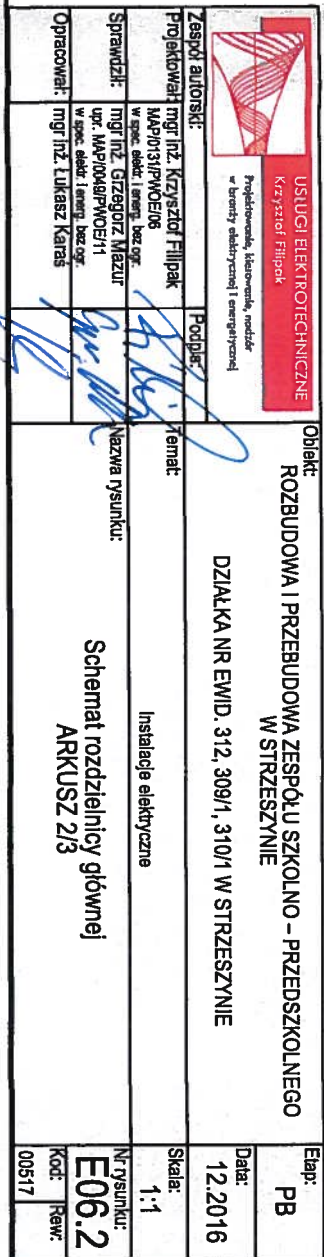 USŁUGI ELEKTROTECHNICZNE
Krzysztof Filipak
Projektowanie, kierowanie, nadzór
w branży elektrycznej i energetycznej
Obiekt:
ROZBUDOWA I PRZEBUDOWA ZESPOŁU SZKOLNO – PRZEDSZKOLNEGO
W STRZESZYNIE
DZIAŁKA NR EWID. 312, 309/1, 310/1 W STRZESZYNIE
Etap:
PB
Data:
12.2016
Zespół autorski:
Podpis:
Projektował: mgr inż. Krzysztof Filipak
MAP/0131/PWOE/06
w spec. elektr. i energ. bez ogr.
Temat:
Instalacje elektryczne
Skala:
1:1
Sprawdził: mgr inż. Grzegorz Mazur
upr. MAP/0049/PWOE/11
w spec. elektr. i energ. bez ogr.
Nazwa rysunku:
Schemat rozdzielnicy głównej
ARKUSZ 2/3
Nr rysunku:
E06.2
Opracował: mgr inż. Łukasz Karaś
Kod: Rew:
00517